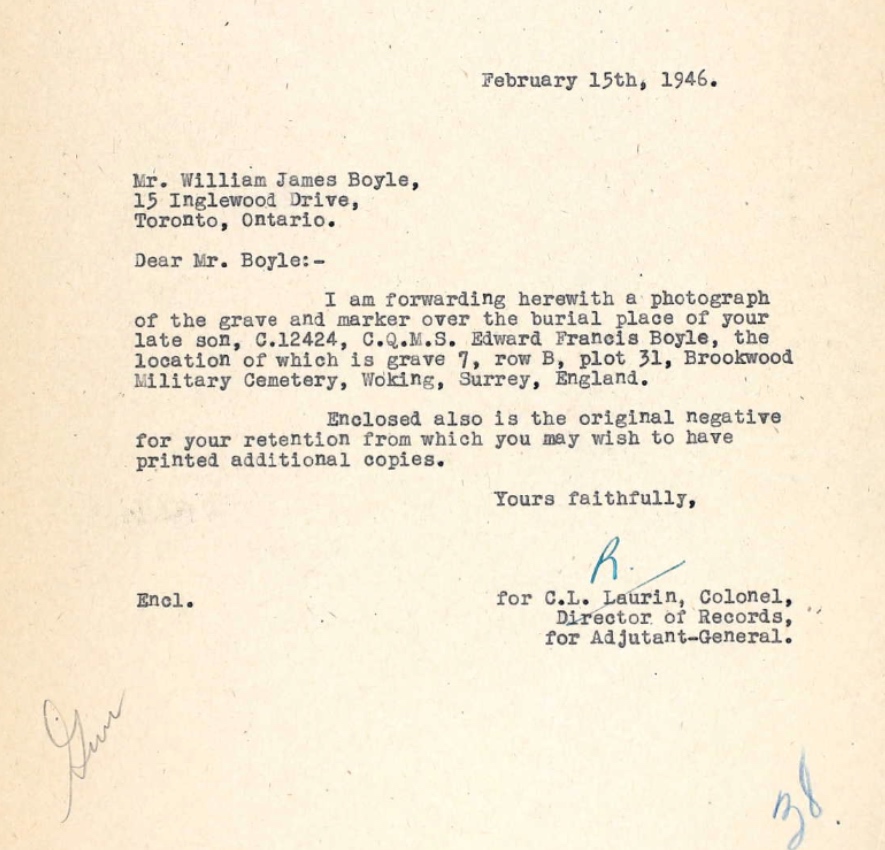 February 15th, 1946.
Mr. William James Boyle,
15 Inglewood Drive,
Toronto, Ontario.
Dear Mr. Boyle:-
I am forwarding herewith a photograph
of the grave and marker over the burial place of your
late son, C.12424, C.Q.M.S. Edward Francis Boyle, the
location of which is grave 7, row B, plot 31, Brookwood
Military Cemetery, Woking, Surrey, England.
Enclosed also is the original negative
for your retention from which you may wish to have
printed additional copies.
Yours faithfully,
R.
Encl. for C.L. Laurin, Colonel,
Director of Records,
for Adjutant-General.